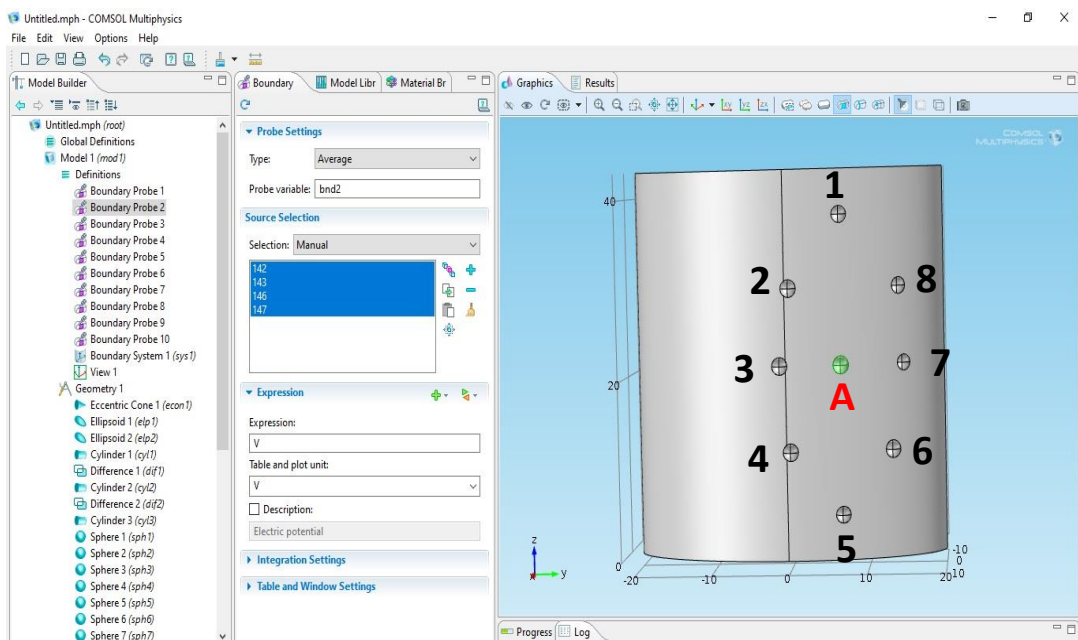 Untitled.mph - COMSOL Multiphysics
File Edit View Options Help
Model Builder
Untitled.mph (root)
Global Definitions
Model 1 (mod1)
Definitions
Boundary Probe 1
Boundary Probe 2
Boundary Probe 3
Boundary Probe 4
Boundary Probe 5
Boundary Probe 6
Boundary Probe 7
Boundary Probe 8
Boundary Probe 9
Boundary Probe 10
Boundary System 1 (sys1)
View 1
Geometry 1
Eccentric Cone 1 (econ1)
Ellipsoid 1 (elp1)
Ellipsoid 2 (elp2)
Cylinder 1 (cyl1)
Difference 1 (dif1)
Cylinder 2 (cyl2)
Difference 2 (dif2)
Cylinder 3 (cyl3)
Sphere 1 (sph1)
Sphere 2 (sph2)
Sphere 3 (sph3)
Sphere 4 (sph4)
Sphere 5 (sph5)
Sphere 6 (sph6)
Sphere 7 (sph7)
Boundary Model Libr Material Br
Probe Settings
Type: Average
Probe variable: bnd2
Source Selection
Selection: Manual
142
143
146
147
Expression
Expression:
V
Table and plot unit:
V
Description:
Electric potential
Integration Settings
Table and Window Settings
Graphics Results
xy yz zx
COMSOL
MULTIPHYSICS
1
40
2 8
3 7
20
A
4 6
5
z
y
x
0
-20 -10 0 10 20
-10
0
10
Progress Log